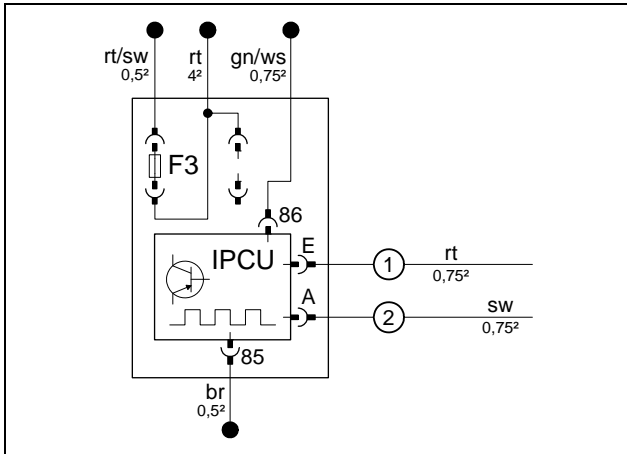 rt/sw
0,5²
rt
4²
gn/ws
0,75²
F3
86
IPCU
E
1
rt
0,75²
A
2
sw
0,75²
85
br
0,5²